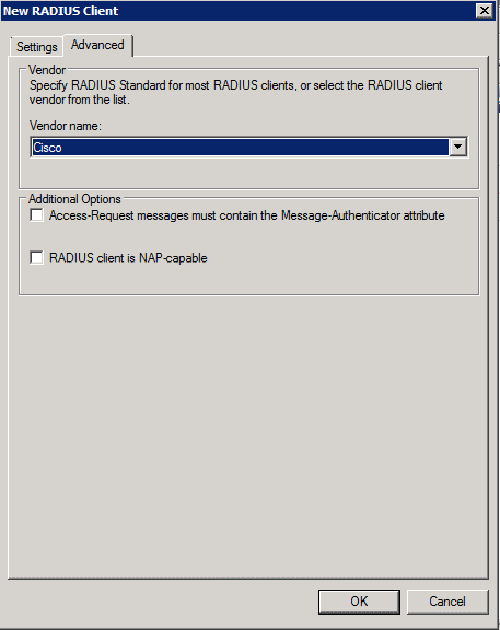 New RADIUS Client
Settings
Advanced
Vendor
Specify RADIUS Standard for most RADIUS clients, or select the RADIUS client
vendor from the list.
Vendor name:
Cisco
Additional Options
Access-Request messages must contain the Message-Authenticator attribute
RADIUS client is NAP-capable
OK
Cancel